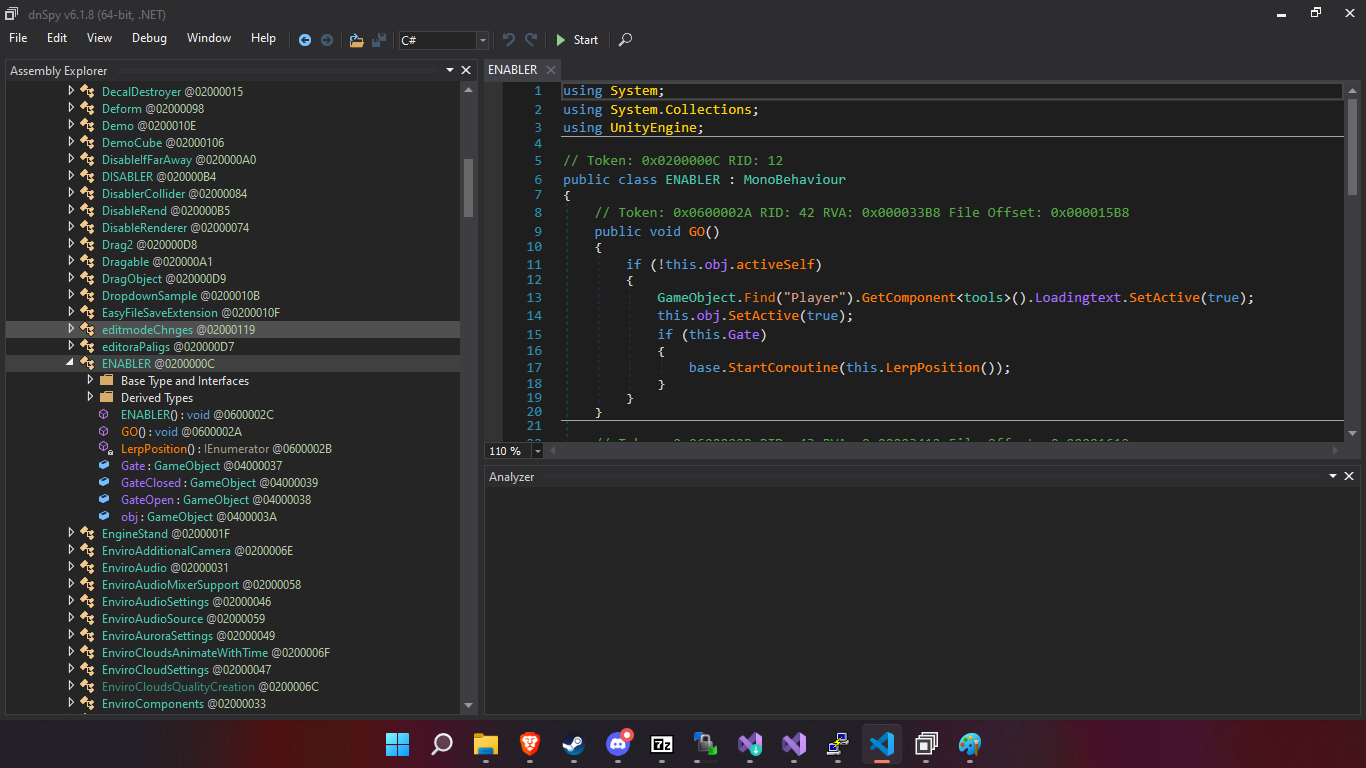 dnSpy v6.1.8 (64-bit, .NET)
File Edit View Debug Window Help C# Start
Assembly Explorer
DecalDestroyer @02000015
Deform @02000098
Demo @0200010E
DemoCube @02000106
DisableIfFarAway @020000A0
DISABLER @020000B4
DisablerCollider @02000084
DisableRend @020000B5
DisableRenderer @02000074
Drag2 @020000D8
Dragable @020000A1
DragObject @020000D9
DropdownSample @0200010B
EasyFileSaveExtension @0200010F
editmodeChnges @02000119
editoraPaligs @020000D7
ENABLER @0200000C
Base Type and Interfaces
Derived Types
ENABLER() : void @0600002C
GO() : void @0600002A
LerpPosition() : IEnumerator @0600002B
Gate : GameObject @04000037
GateClosed : GameObject @04000039
GateOpen : GameObject @04000038
obj : GameObject @0400003A
EngineStand @0200001F
EnviroAdditionalCamera @0200006E
EnviroAudio @02000031
EnviroAudioMixerSupport @02000058
EnviroAudioSettings @02000046
EnviroAudioSource @02000059
EnviroAuroraSettings @02000049
EnviroCloudsAnimateWithTime @0200006F
EnviroCloudSettings @02000047
EnviroCloudsQualityCreation @0200006C
EnviroComponents @02000033
ENABLER
1 using System;
2 using System.Collections;
3 using UnityEngine;
4
5 // Token: 0x0200000C RID: 12
6 public class ENABLER : MonoBehaviour
7 {
8 // Token: 0x0600002A RID: 42 RVA: 0x000033B8 File Offset: 0x000015B8
9 public void GO()
10 {
11 if (!this.obj.activeSelf)
12 {
13 GameObject.Find("Player").GetComponent<tools>().Loadingtext.SetActive(true);
14 this.obj.SetActive(true);
15 if (this.Gate)
16 {
17 base.StartCoroutine(this.LerpPosition());
18 }
19 }
20 }
21
110 %
Analyzer
7z